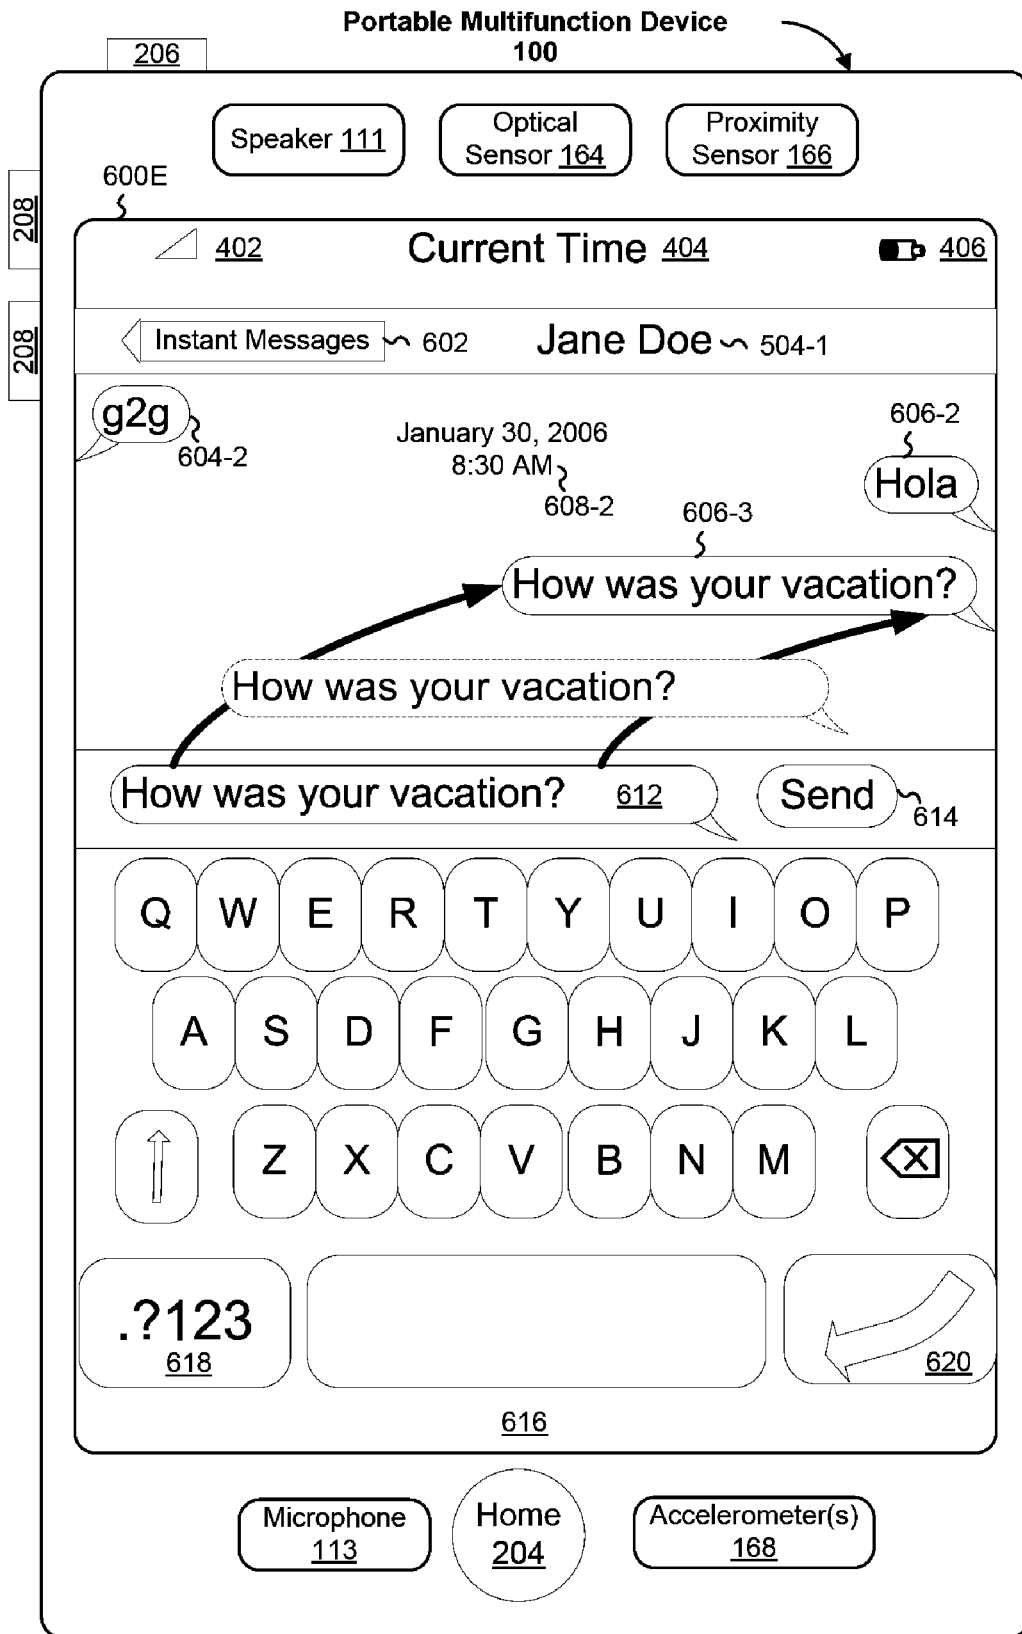 Portable Multifunction Device
100
206
Speaker 111
Optical
Sensor 164
Proximity
Sensor 166
600E
208
208
402
Current Time 404
406
Instant Messages
602
Jane Doe
504-1
g2g
604-2
January 30, 2006
8:30 AM
608-2
606-2
Hola
606-3
How was your vacation?
How was your vacation?
How was your vacation?
612
Send
614
Q W E R T Y U I O P
A S D F G H J K L
Z X C V B N M
.?123
618
620
616
Microphone
113
Home
204
Accelerometer(s)
168